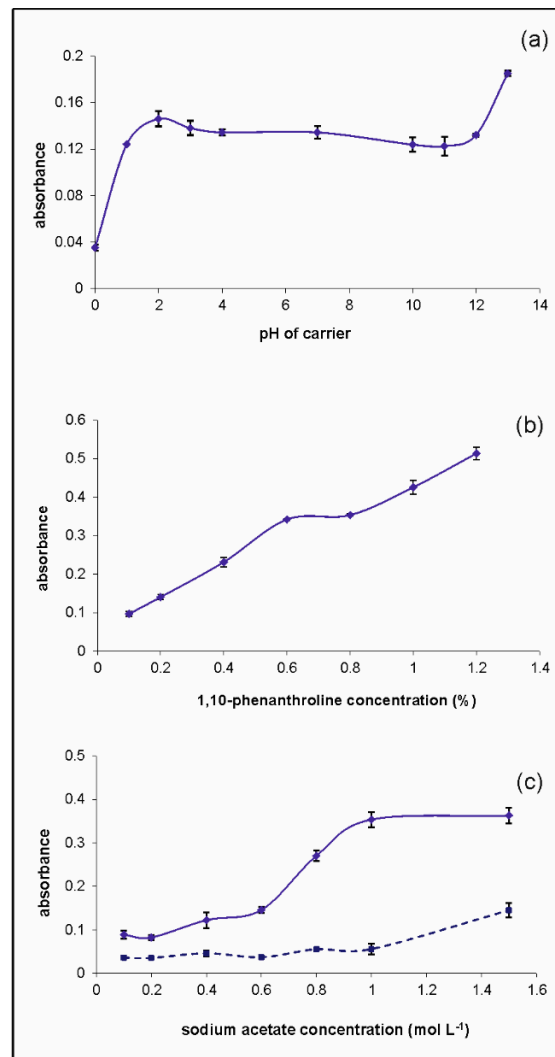 (a)
0.2
0.16
0.12
0.04
0
absorbance
0 2 4 6 8 10 12 14
pH of carrier
(b)
0.6
0.5
0.4
0.3
0.2
0.1
0
absorbance
0 0.2 0.4 0.6 0.8 1 1.2 1.4
1,10-phenanthroline concentration (%)
(c)
0.5
0.4
0.3
0.2
0.1
0
absorbance
0 0.2 0.4 0.6 0.8 1 1.2 1.4 1.6
sodium acetate concentration (mol L⁻¹)